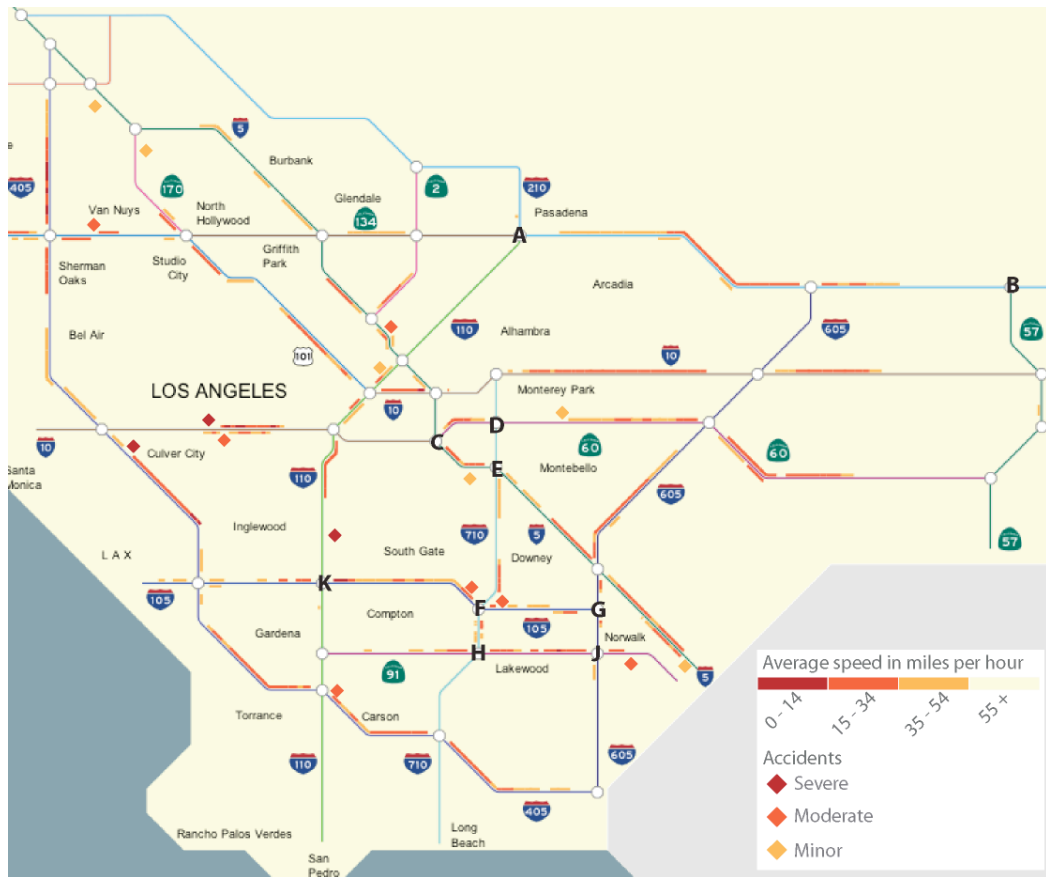 5
Burbank
e
405
170
2
210
Glendale
134
Pasadena
Van Nuys
North
Hollywood
A
Sherman
Oaks
Studio
City
Griffith
Park
Arcadia
B
Bel Air
110
Alhambra
605
57
101
10
LOS ANGELES
Monterey Park
10
D
C
10
Culver City
60
60
Santa
Monica
E
Montebello
110
605
Inglewood
710
5
57
LAX
South Gate
Downey
K
105
Compton
F
G
105
Gardena
Norwalk
H
J
Lakewood
91
5
Torrance
Carson
110
710
605
405
Rancho Palos Verdes
Long
Beach
San
Pedro
Average speed in miles per hour
0 - 14
15 - 34
35 - 54
55 +
Accidents
Severe
Moderate
Minor